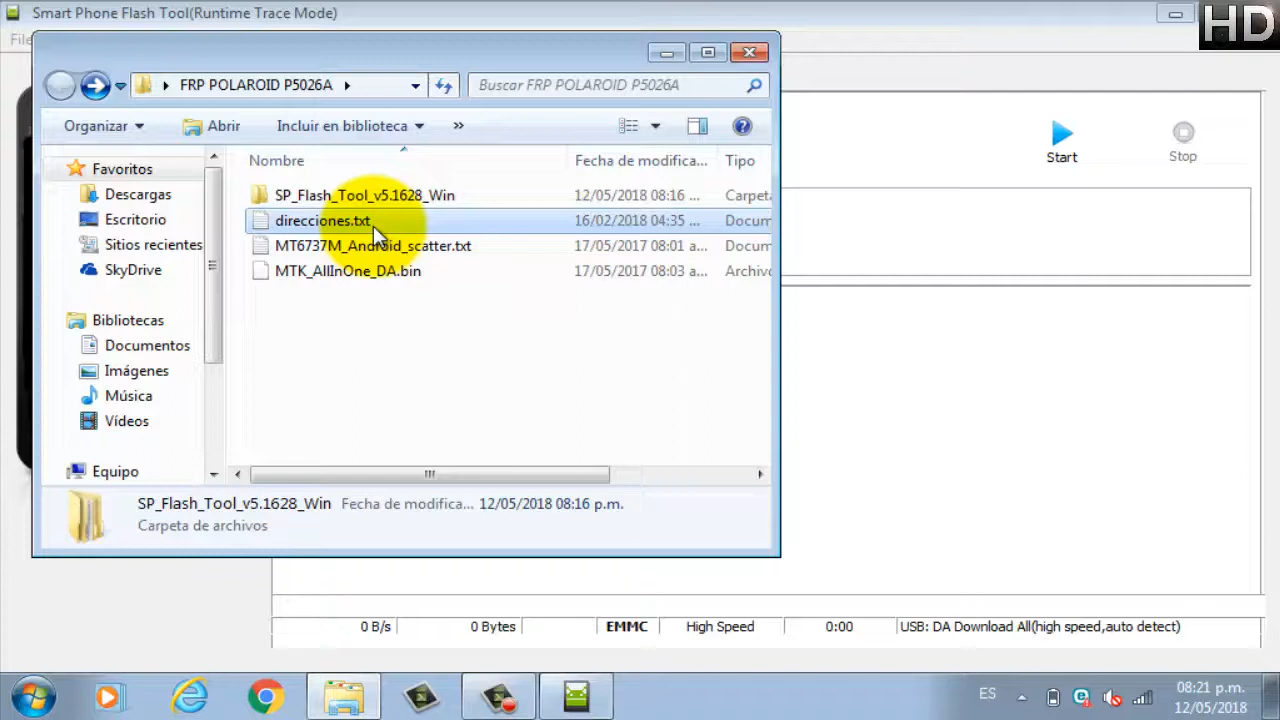 Smart Phone Flash Tool(Runtime Trace Mode)
HD
File
FRP POLAROID P5026A
Buscar FRP POLAROID P5026A
Organizar
Abrir
Incluir en biblioteca
»
Nombre
Fecha de modifica...
Tipo
Favoritos
Descargas
Escritorio
Sitios recientes
SkyDrive
Bibliotecas
Documentos
Imágenes
Música
Vídeos
Equipo
SP_Flash_Tool_v5.1628_Win 12/05/2018 08:16 ... Carpeta
direcciones.txt 16/02/2018 04:35 ... Docum
MT6737M_Android_scatter.txt 17/05/2017 08:01 a... Docum
MTK_AllInOne_DA.bin 17/05/2017 08:03 a... Archivo
SP_Flash_Tool_v5.1628_Win Fecha de modifica... 12/05/2018 08:16 p.m.
Carpeta de archivos
Start
Stop
0 B/s
0 Bytes
EMMC
High Speed
0:00
USB: DA Download All(high speed,auto detect)
ES
08:21 p.m.
12/05/2018